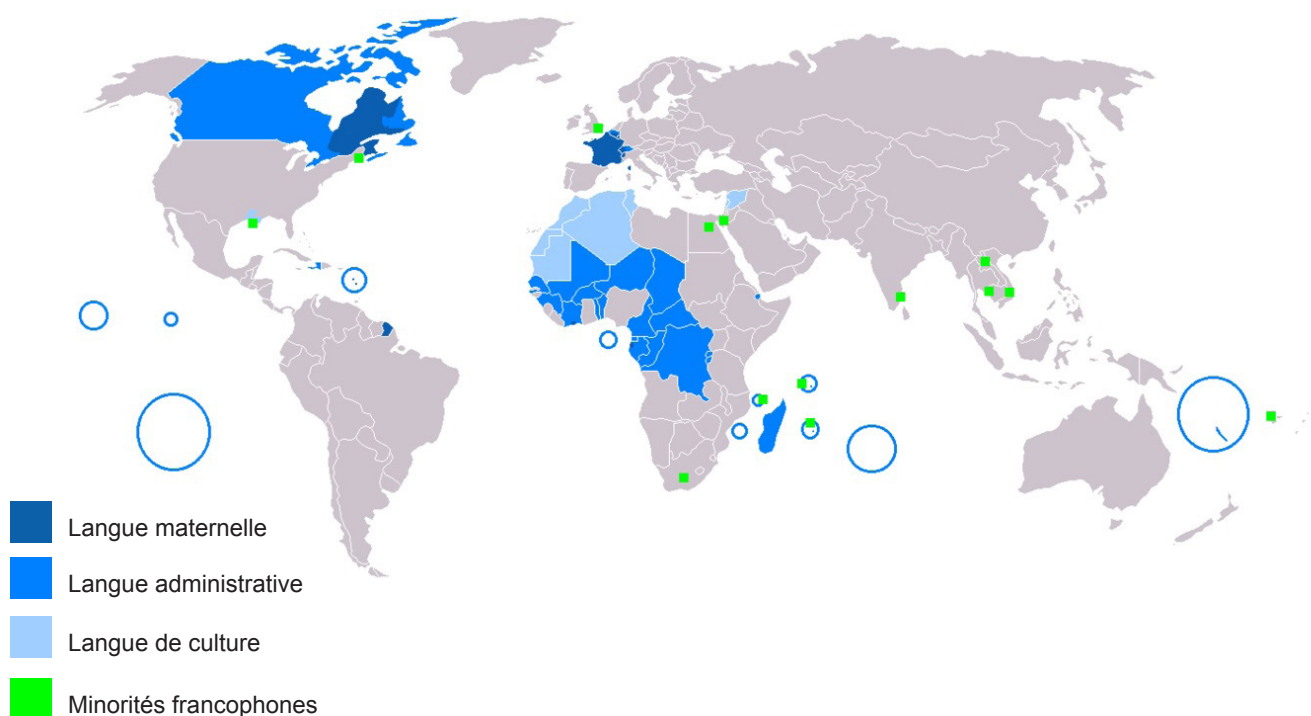 Langue maternelle
Langue administrative
Langue de culture
Minorités francophones